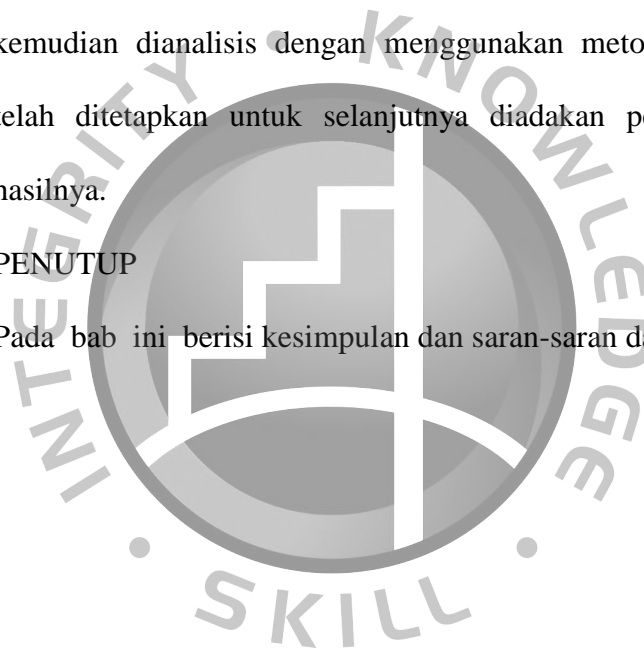 kemudian dianalisis dengan menggunakan meto
telah ditetapkan untuk selanjutnya diadakan pe
hasilnya.
PENUTUP
Pada bab ini berisi kesimpulan dan saran-saran da
INTEGRITY • KNOWLEDGE • SKILL •